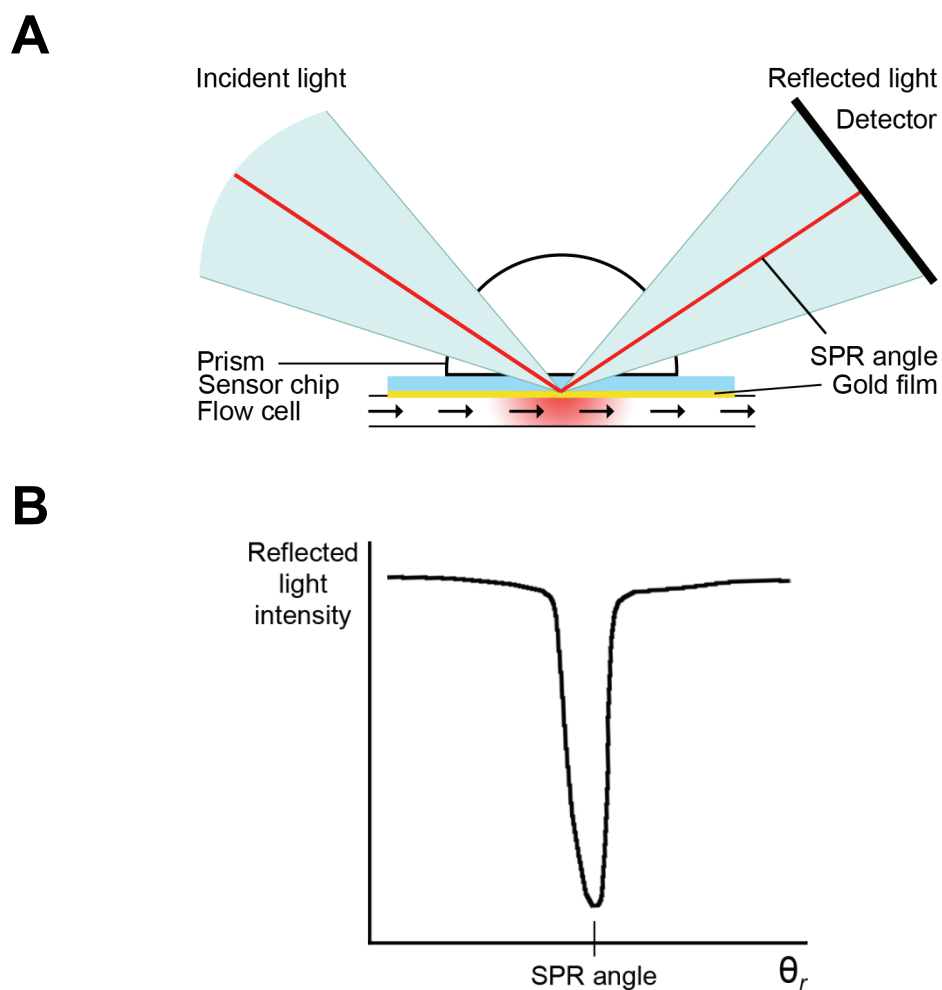 A
Incident light
Reflected light
Detector
Prism
Sensor chip
Flow cell
SPR angle
Gold film
B
Reflected
light
intensity
SPR angle
θr